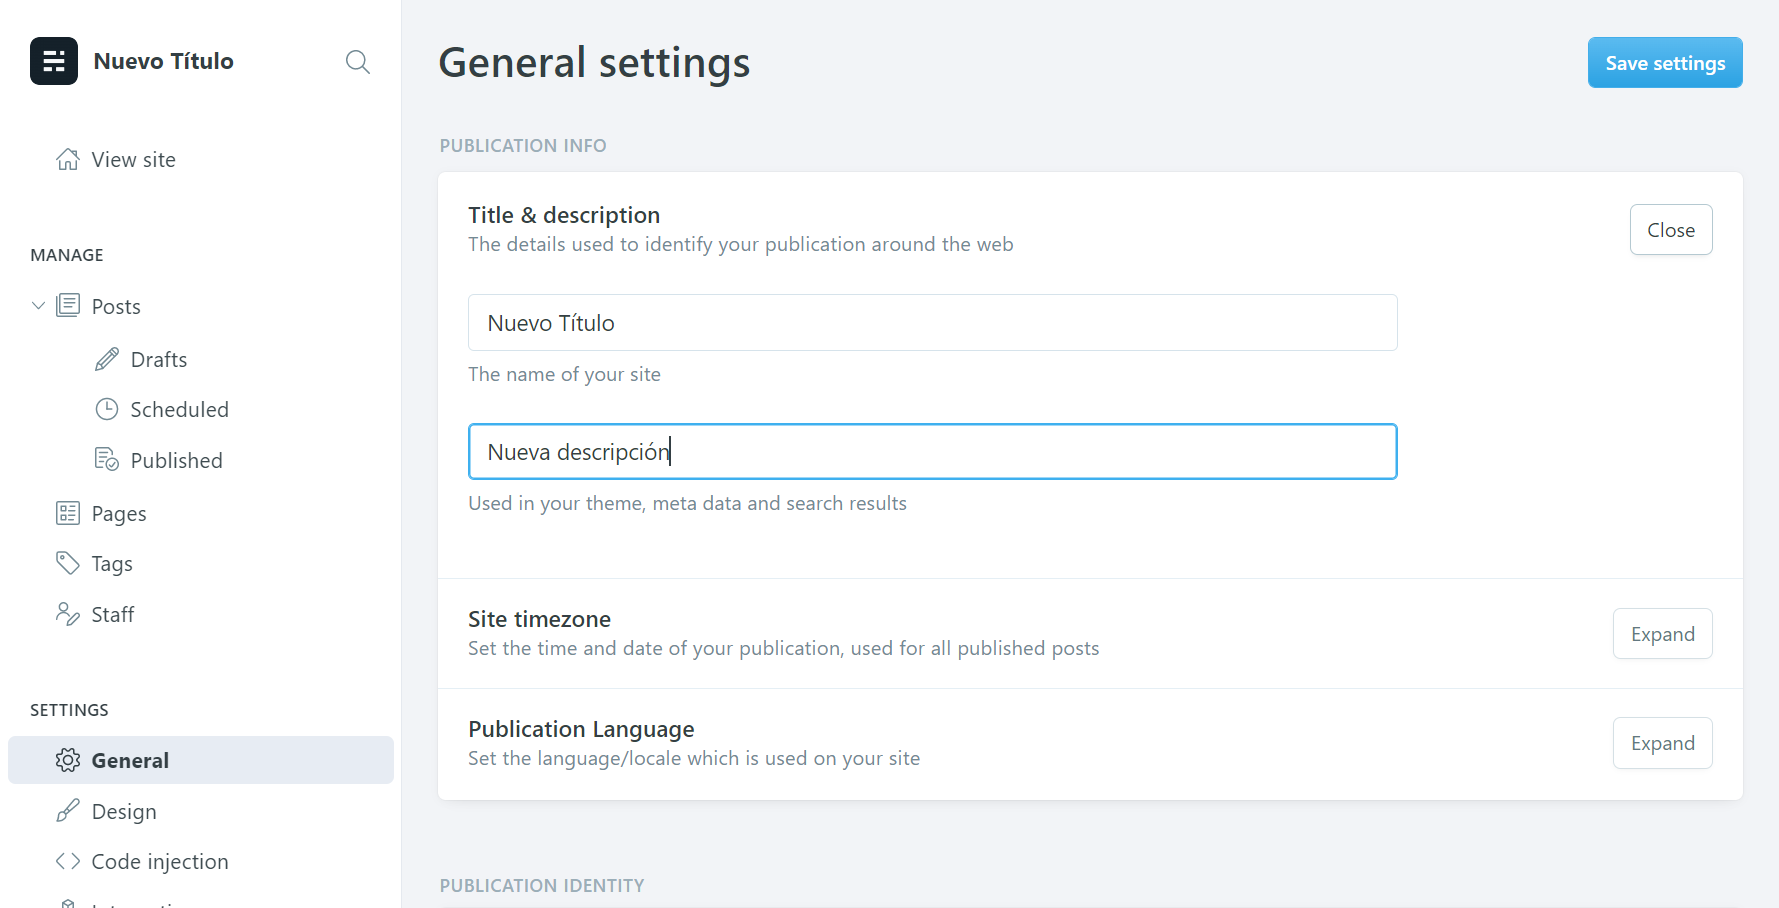 Nuevo Título
View site
MANAGE
Posts
Drafts
Scheduled
Published
Pages
Tags
Staff
SETTINGS
General
Design
Code injection
General settings
Save settings
PUBLICATION INFO
Title & description
The details used to identify your publication around the web
Close
Nuevo Título
The name of your site
Nueva descripción
Used in your theme, meta data and search results
Site timezone
Set the time and date of your publication, used for all published posts
Expand
Publication Language
Set the language/locale which is used on your site
Expand
PUBLICATION IDENTITY